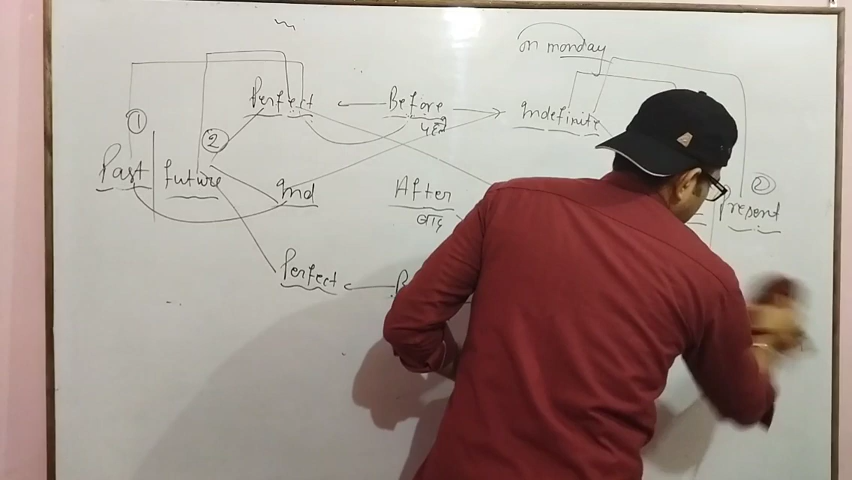 on monday
Perfect Before Indefinite
पहले
① ② ②
Past future Ind After Present
बाद
Perfect